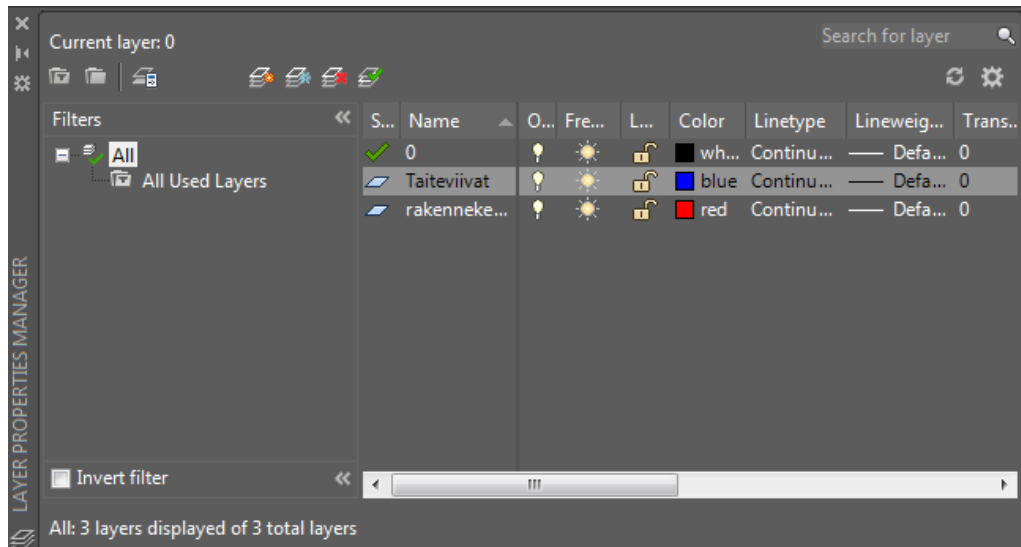 Current layer: 0
Search for layer
Filters
S... Name O... Fre... L... Color Linetype Lineweig... Trans..
All
All Used Layers
0 wh... Continu... Defa... 0
Taiteviivat blue Continu... Defa... 0
rakenneke... red Continu... Defa... 0
Invert filter
All: 3 layers displayed of 3 total layers
LAYER PROPERTIES MANAGER